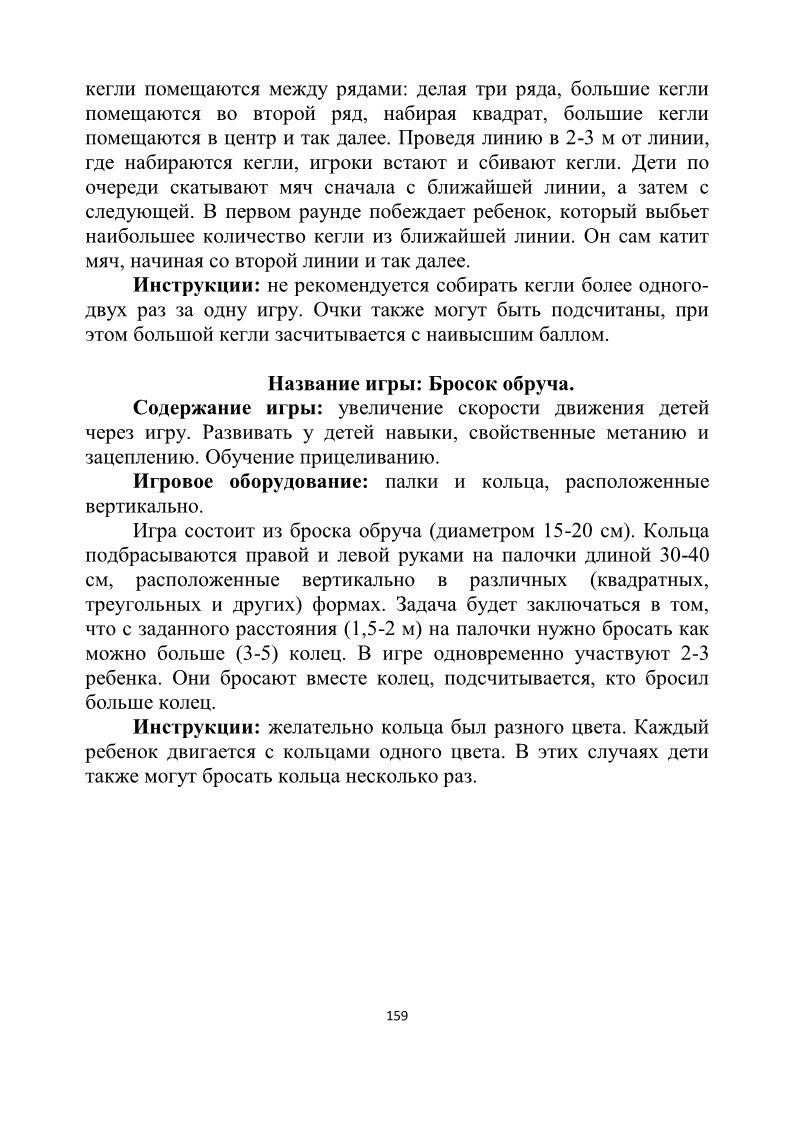 кегли помещаются между рядами: делая три ряда, большие кегли
помещаются во второй ряд, набирая квадрат, большие кегли
помещаются в центр и так далее. Проведя линию в 2-3 м от линии,
где набираются кегли, игроки встают и сбивают кегли. Дети по
очереди скатывают мяч сначала с ближайшей линии, а затем с
следующей. В первом раунде побеждает ребенок, который выбьет
наибольшее количество кегли из ближайшей линии. Он сам катит
мяч, начиная со второй линии и так далее.
Инструкции: не рекомендуется собирать кегли более одного-
двух раз за одну игру. Очки также могут быть подсчитаны, при
этом большой кегли засчитывается с наивысшим баллом.
Название игры: Бросок обруча.
Содержание игры: увеличение скорости движения детей
через игру. Развивать у детей навыки, свойственные метанию и
зацеплению. Обучение прицеливанию.
Игровое оборудование: палки и кольца, расположенные
вертикально.
Игра состоит из броска обруча (диаметром 15-20 см). Кольца
подбрасываются правой и левой руками на палочки длиной 30-40
см, расположенные вертикально в различных (квадратных,
треугольных и других) формах. Задача будет заключаться в том,
что с заданного расстояния (1,5-2 м) на палочки нужно бросать как
можно больше (3-5) колец. В игре одновременно участвуют 2-3
ребенка. Они бросают вместе колец, подсчитывается, кто бросил
больше колец.
Инструкции: желательно кольца был разного цвета. Каждый
ребенок двигается с кольцами одного цвета. В этих случаях дети
также могут бросать кольца несколько раз.
159